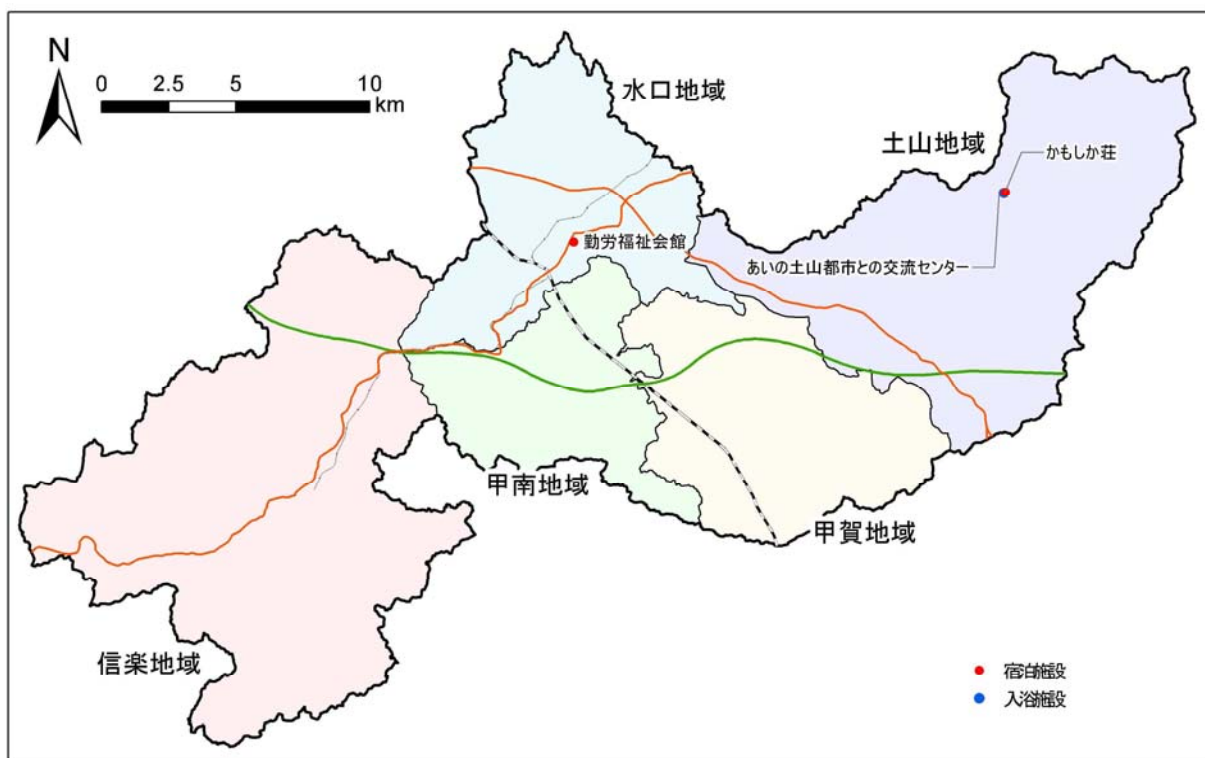 N
0 2.5 5 10
km
水口地域
土山地域
かもしか荘
勤労福祉会館
あいの土山都市との交流センター
甲南地域
甲賀地域
信楽地域
宿泊施設
入浴施設